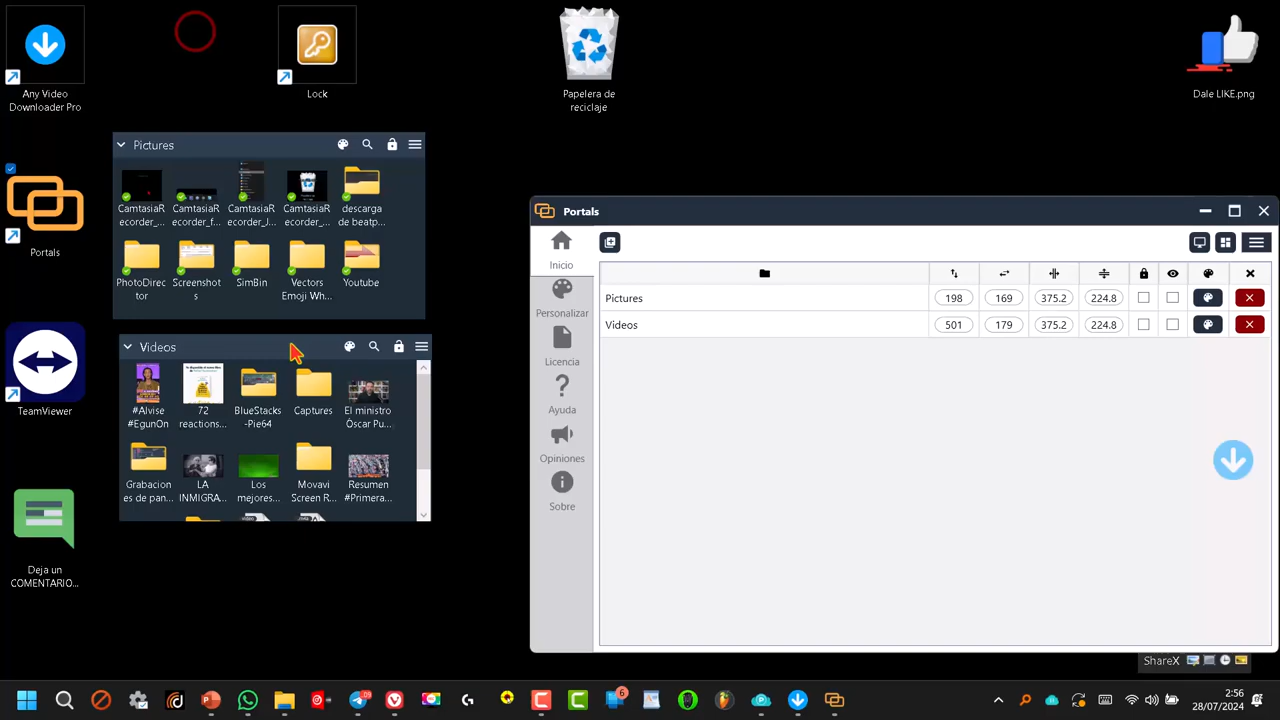 Any Video
Downloader Pro
Lock
Papelera de
reciclaje
Dale LIKE.png
Pictures
CamtasiaR
ecorder_...
CamtasiaR
ecorder_f...
CamtasiaR
ecorder_J...
CamtasiaR
ecorder_...
descarga
de beatp...
PhotoDirec
tor
Screenshot
s
SimBin
Vectors
Emoji Wh...
Youtube
Portals
Videos
#Alvise
#EgunOn
72
reactions...
BlueStacks
-Pie64
Captures
El ministro
Óscar Pu...
Grabacion
es de pan...
LA
INMIGRA...
Los
mejores...
Movavi
Screen R...
Resumen
#Primera...
TeamViewer
Deja un
COMENTARIO...
Portals
Inicio
Personalizar
Licencia
Ayuda
Opiniones
Sobre
Pictures 198 169 375.2 224.8
Videos 501 179 375.2 224.8
ShareX
09
6
2:56
28/07/2024